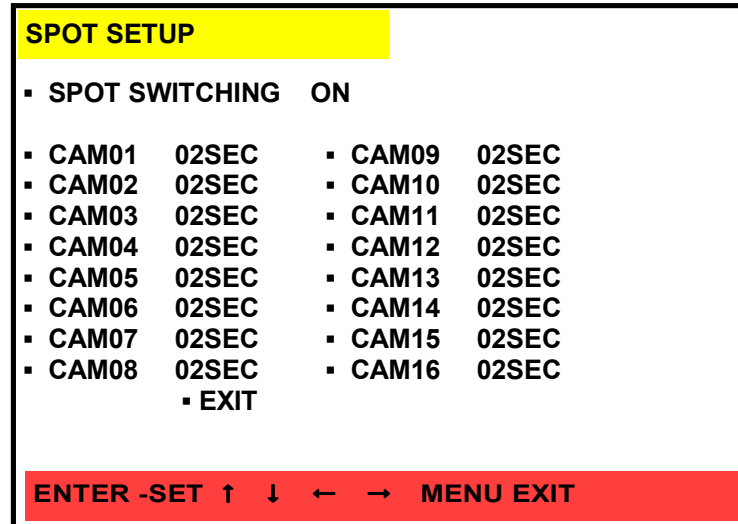 SPOT SETUP
▪ SPOT SWITCHING ON
▪ CAM01 02SEC ▪ CAM09 02SEC
▪ CAM02 02SEC ▪ CAM10 02SEC
▪ CAM03 02SEC ▪ CAM11 02SEC
▪ CAM04 02SEC ▪ CAM12 02SEC
▪ CAM05 02SEC ▪ CAM13 02SEC
▪ CAM06 02SEC ▪ CAM14 02SEC
▪ CAM07 02SEC ▪ CAM15 02SEC
▪ CAM08 02SEC ▪ CAM16 02SEC
▪ EXIT
ENTER -SET ↑ ↓ ← → MENU EXIT